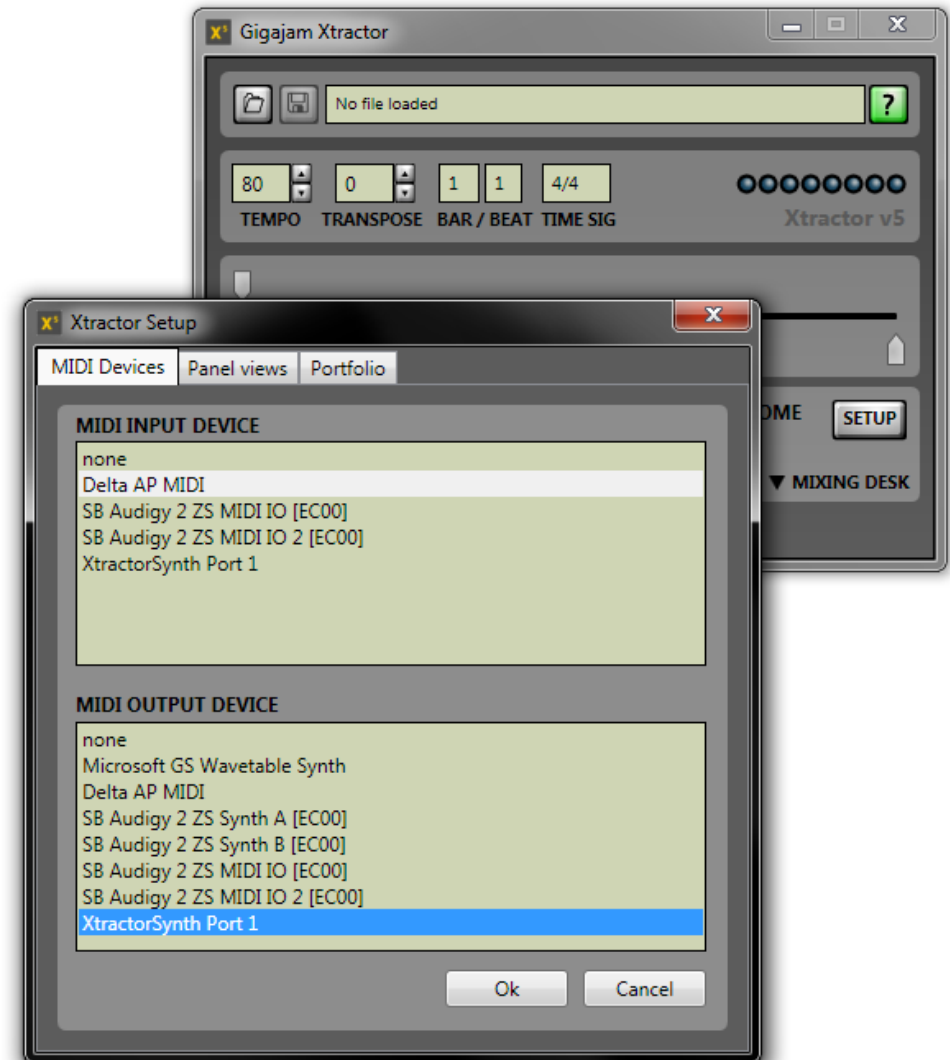 X⁵ Gigajam Xtractor
No file loaded
?
80 0 1 1 4/4
TEMPO TRANSPOSE BAR / BEAT TIME SIG
Xtractor v5
X⁵ Xtractor Setup
MIDI Devices Panel views Portfolio
MIDI INPUT DEVICE
none
Delta AP MIDI
SB Audigy 2 ZS MIDI IO [EC00]
SB Audigy 2 ZS MIDI IO 2 [EC00]
XtractorSynth Port 1
MIDI OUTPUT DEVICE
none
Microsoft GS Wavetable Synth
Delta AP MIDI
SB Audigy 2 ZS Synth A [EC00]
SB Audigy 2 ZS Synth B [EC00]
SB Audigy 2 ZS MIDI IO [EC00]
SB Audigy 2 ZS MIDI IO 2 [EC00]
XtractorSynth Port 1
Ok Cancel
OME SETUP
▼ MIXING DESK